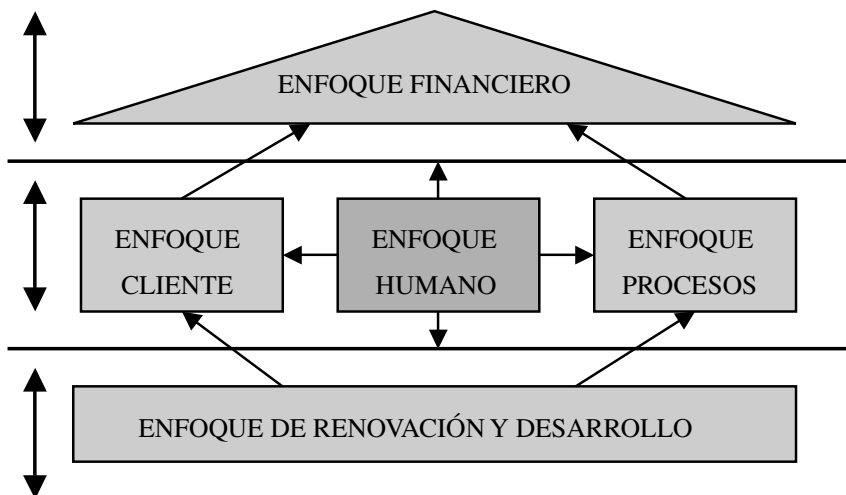 ENFOQUE FINANCIERO
ENFOQUE
CLIENTE
ENFOQUE
HUMANO
ENFOQUE
PROCESOS
ENFOQUE DE RENOVACIÓN Y DESARROLLO